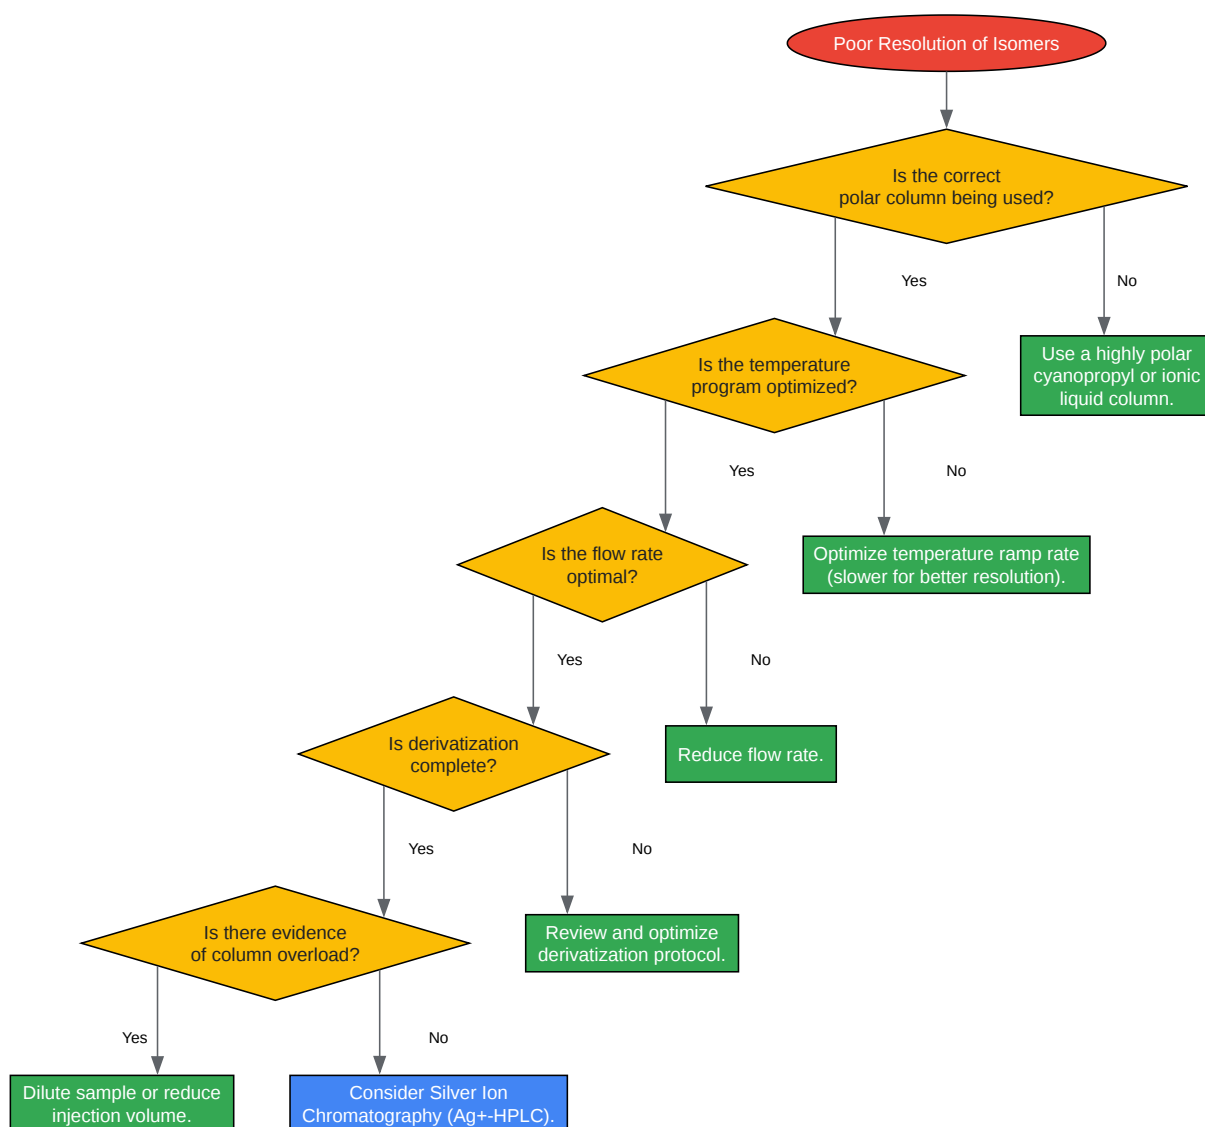 Poor Resolution of Isomers
Is the correct
polar column being used?
Yes
No
Use a highly polar
cyanopropyl or ionic
liquid column.
Is the temperature
program optimized?
Yes
No
Optimize temperature ramp rate
(slower for better resolution).
Is the flow rate
optimal?
Yes
No
Reduce flow rate.
Is derivatization
complete?
Yes
No
Review and optimize
derivatization protocol.
Is there evidence
of column overload?
Yes
No
Dilute sample or reduce
injection volume.
Consider Silver Ion
Chromatography (Ag+-HPLC).